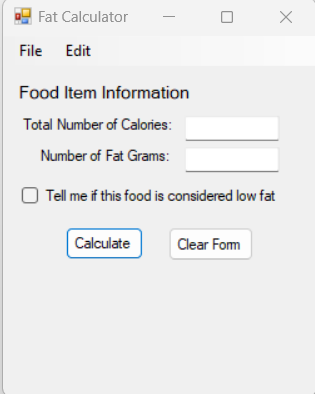 Fat Calculator
File Edit
Food Item Information
Total Number of Calories:
Number of Fat Grams:
Tell me if this food is considered low fat
Calculate Clear Form